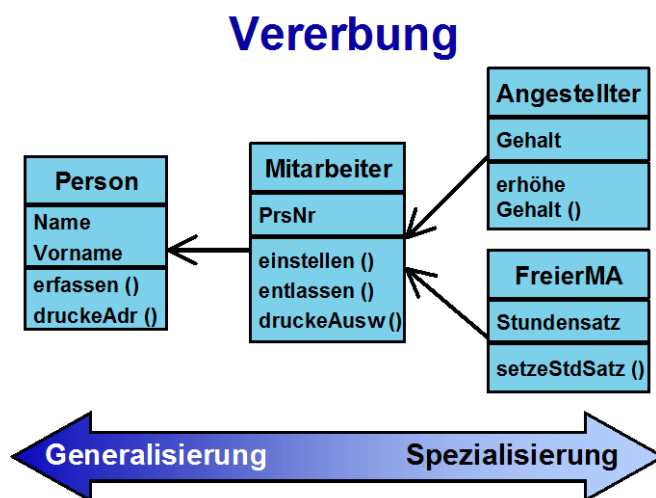 Vererbung
Person
Name
Vorname
erfassen ()
druckeAdr ()
Mitarbeiter
PrsNr
einstellen ()
entlassen ()
druckeAusw ()
Angestellter
Gehalt
erhöhe
Gehalt ()
FreierMA
Stundensatz
setzeStdSatz ()
Generalisierung
Spezialisierung